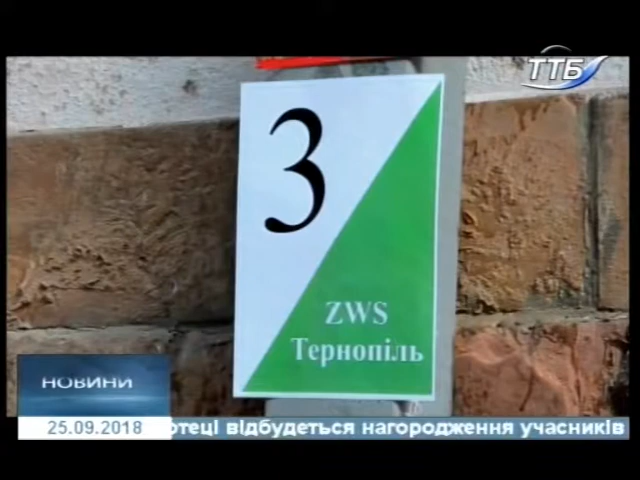 ТТБ
3
ZWS
Тернопіль
НОВИНИ
25.09.2018
отеці відбудеться нагородження учасників